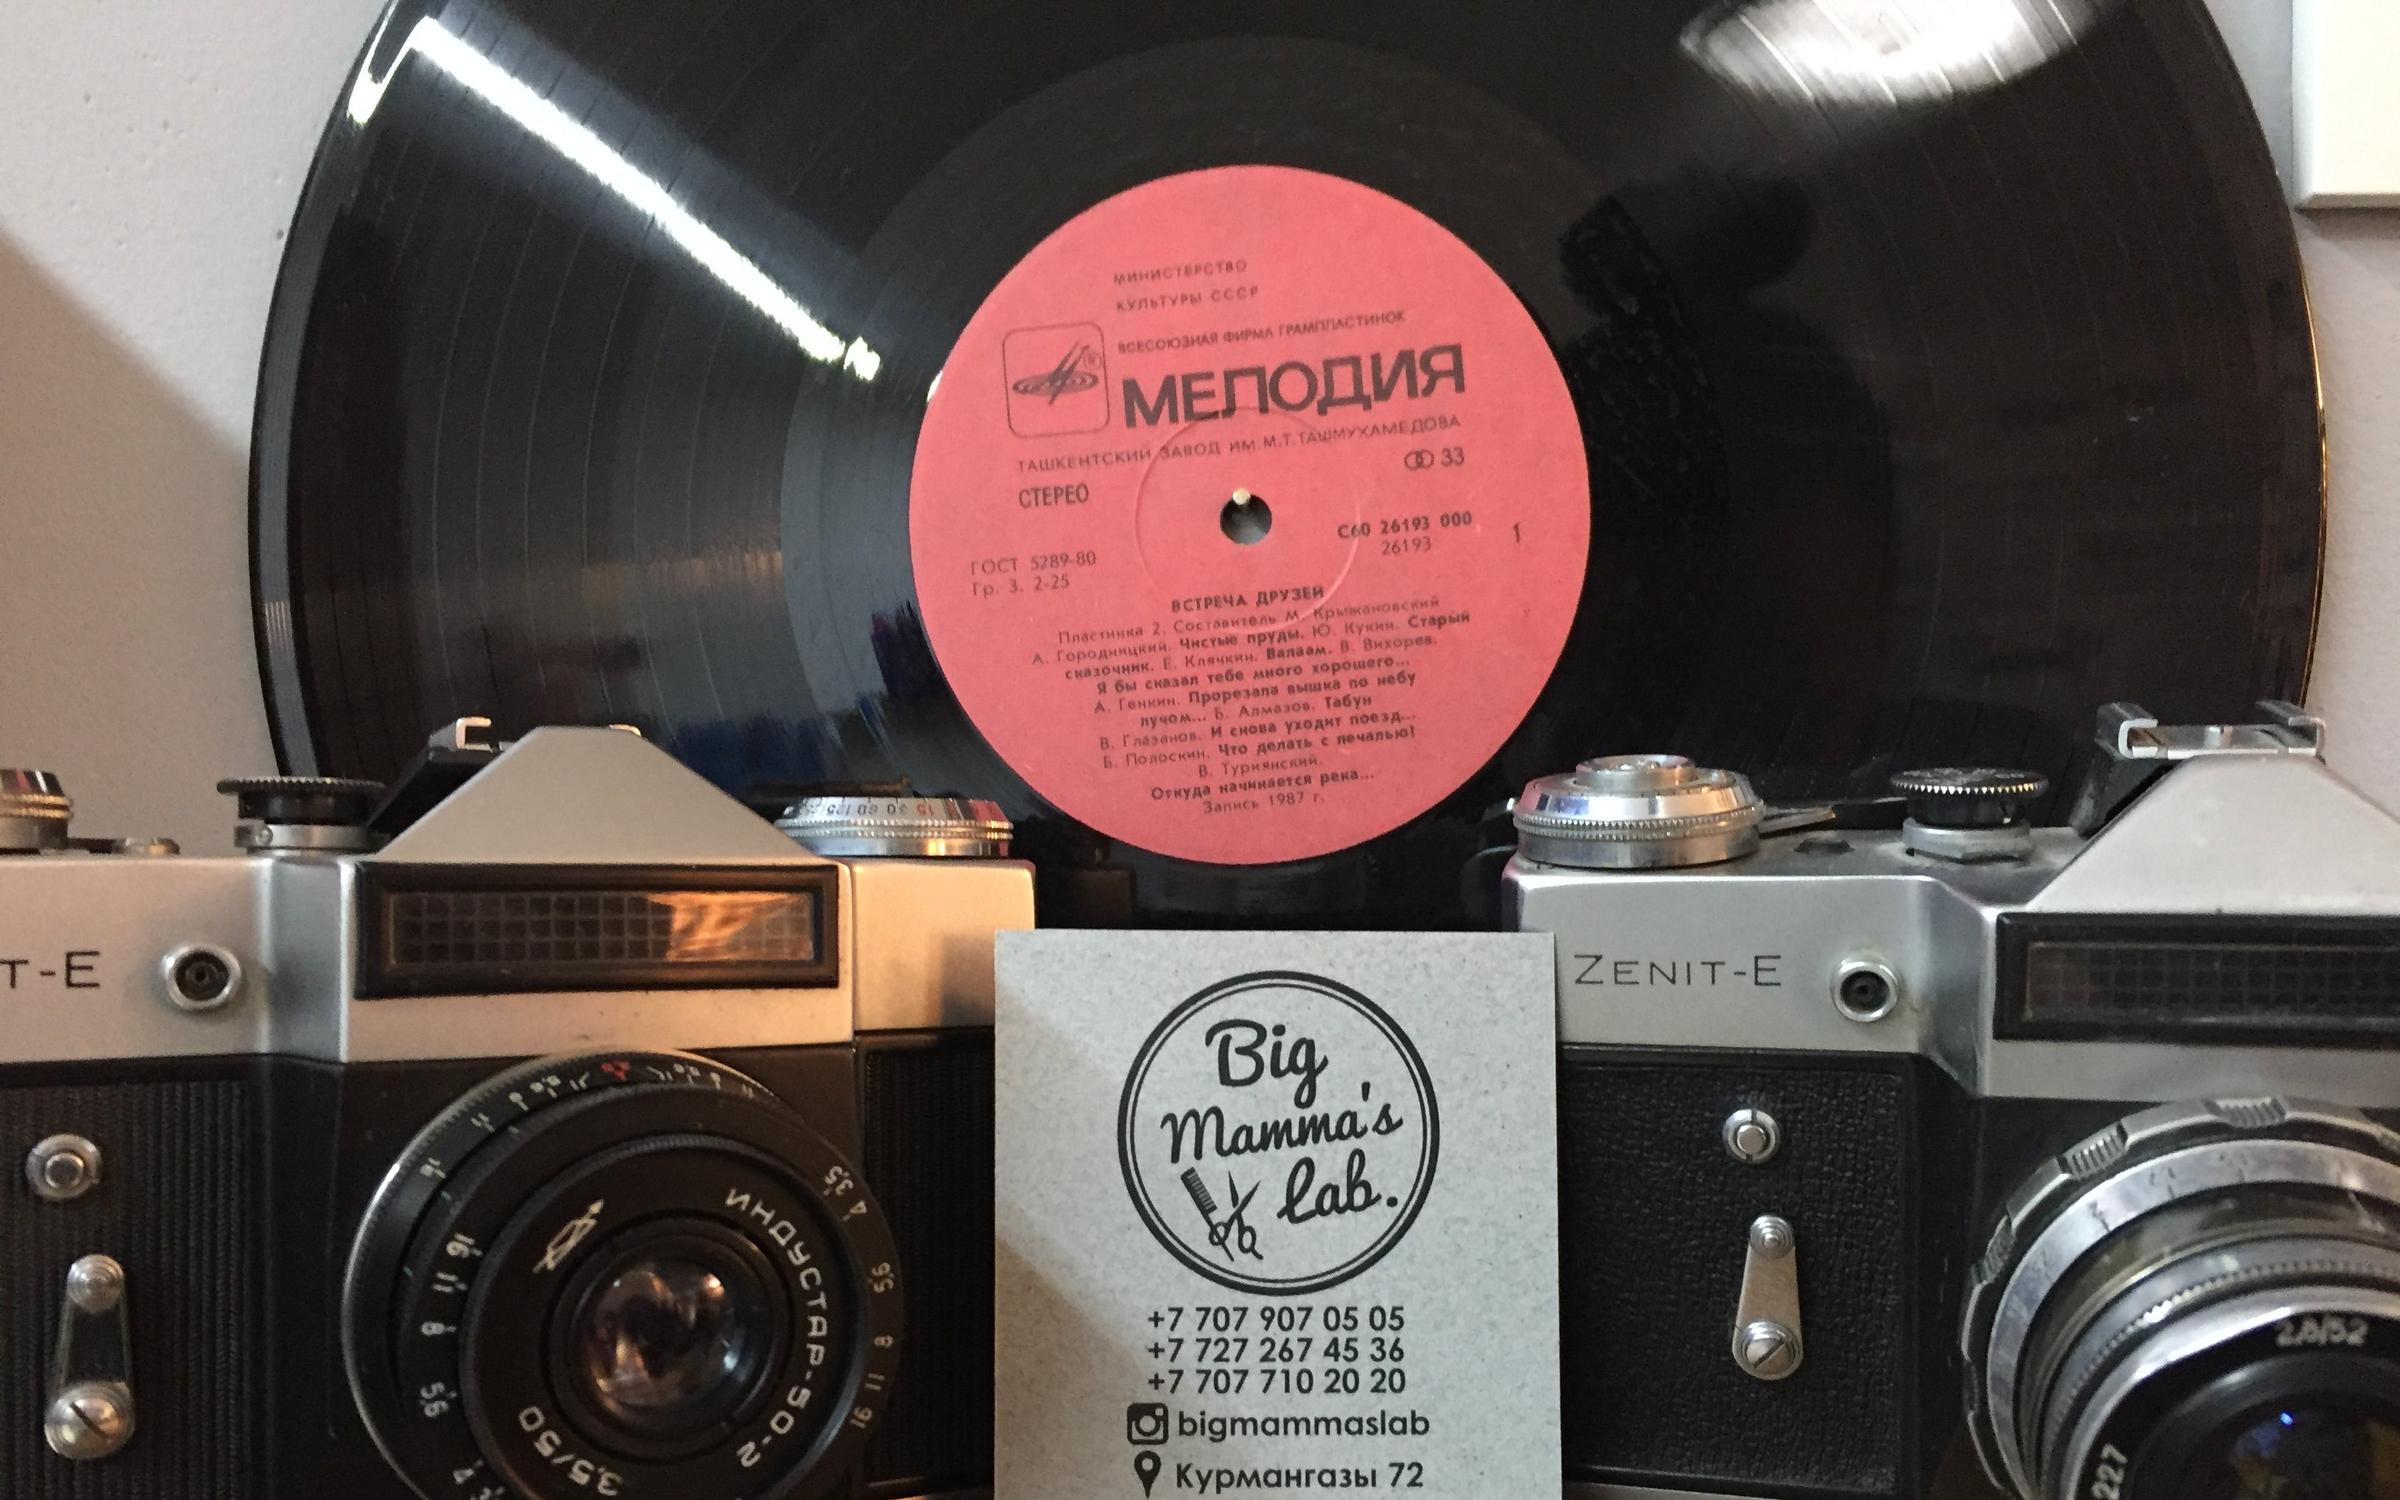 МИНИСТЕРСТВО
КУЛЬТУРЫ СССР
ВСЕСОЮЗНАЯ ФИРМА ГРАМПЛАСТИНОК
МЕЛОДИЯ
ТАШКЕНТСКИЙ ЗАВОД ИМ. М.Т.ТАШМУХАМЕДОВА
СТЕРЕО
33
С60 26193 000
26193
1
ГОСТ 5289-80
Гр. 3. 2-25
ВСТРЕЧА ДРУЗЕЙ
Пластинка 2. Составитель М. Крыжановский
А. Городницкий. Чистые пруды. Ю. Кукин. Старый
сказочник. Е. Клячкин. Валаам. В. Вихорев.
Я бы сказал тебе много хорошего...
А. Генкин. Прорезала вышка по небу
лучом... Б. Алмазов. Табун
В. Глазанов. И снова уходит поезд...
Б. Полоскин. Что делать с печалью?
В. Туриянский.
Откуда начинается река...
Запись 1987 г.
T-E
ИНДУСТАР-50-2
3,5/50
ZENIT-E
2,8/52
227
Big
Mamma's
lab.
+7 707 907 05 05
+7 727 267 45 36
+7 707 710 20 20
bigmammaslab
Курмангазы 72